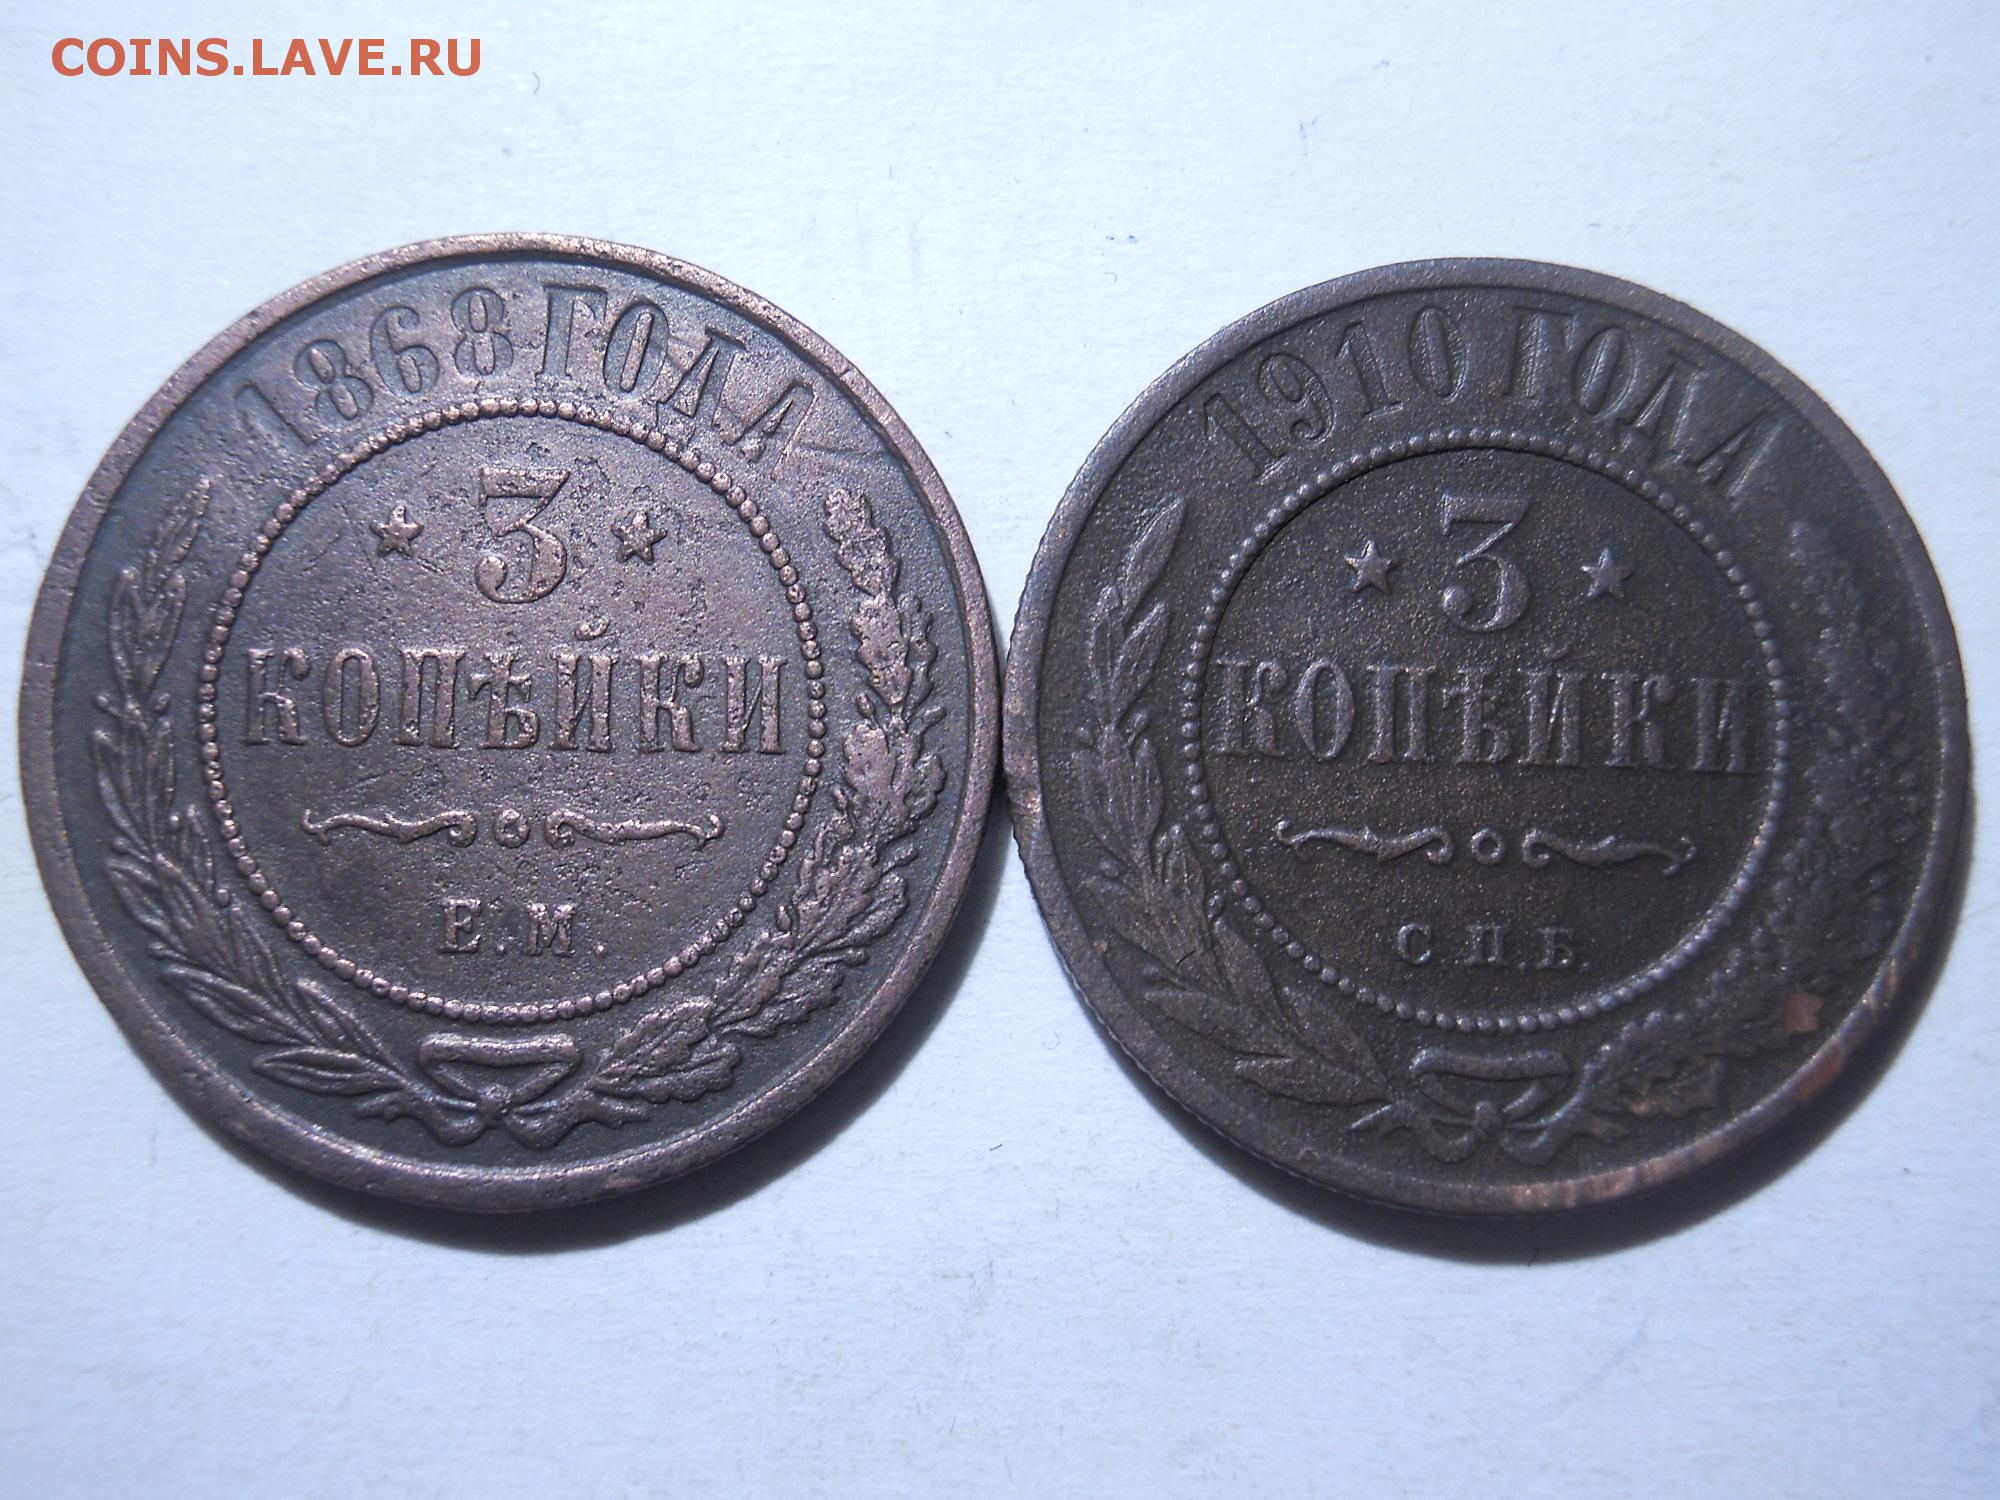 COINS.LAVE.RU
1868 ГОДА
3
КОПѢЙКИ
Е.М.
1910 ГОДА
3
КОПѢЙКИ
С.П.Б.